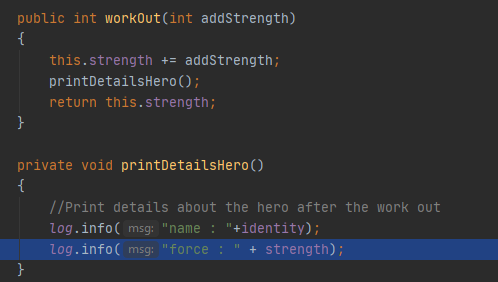 public int workOut(int addStrength)
{
this.strength += addStrength;
printDetailsHero();
return this.strength;
}
private void printDetailsHero()
{
//Print details about the hero after the work out
log.info( msg: "name : "+identity);
log.info( msg: "force : " + strength);
}